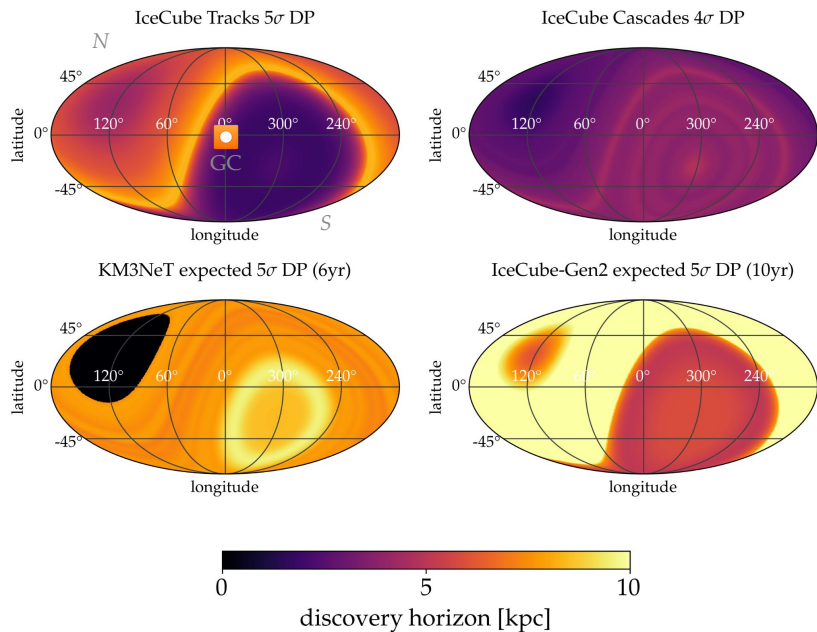 IceCube Tracks 5σ DP
IceCube Cascades 4σ DP
N
45°
120° 60° 0° 300° 240°
0°
GC
-45°
S
latitude
longitude
45°
120° 60° 0° 300° 240°
0°
-45°
latitude
longitude
KM3NeT expected 5σ DP (6yr)
IceCube-Gen2 expected 5σ DP (10yr)
45°
120° 60° 0° 300° 240°
0°
-45°
latitude
longitude
45°
120° 60° 0° 300° 240°
0°
-45°
latitude
longitude
0 5 10
discovery horizon [kpc]